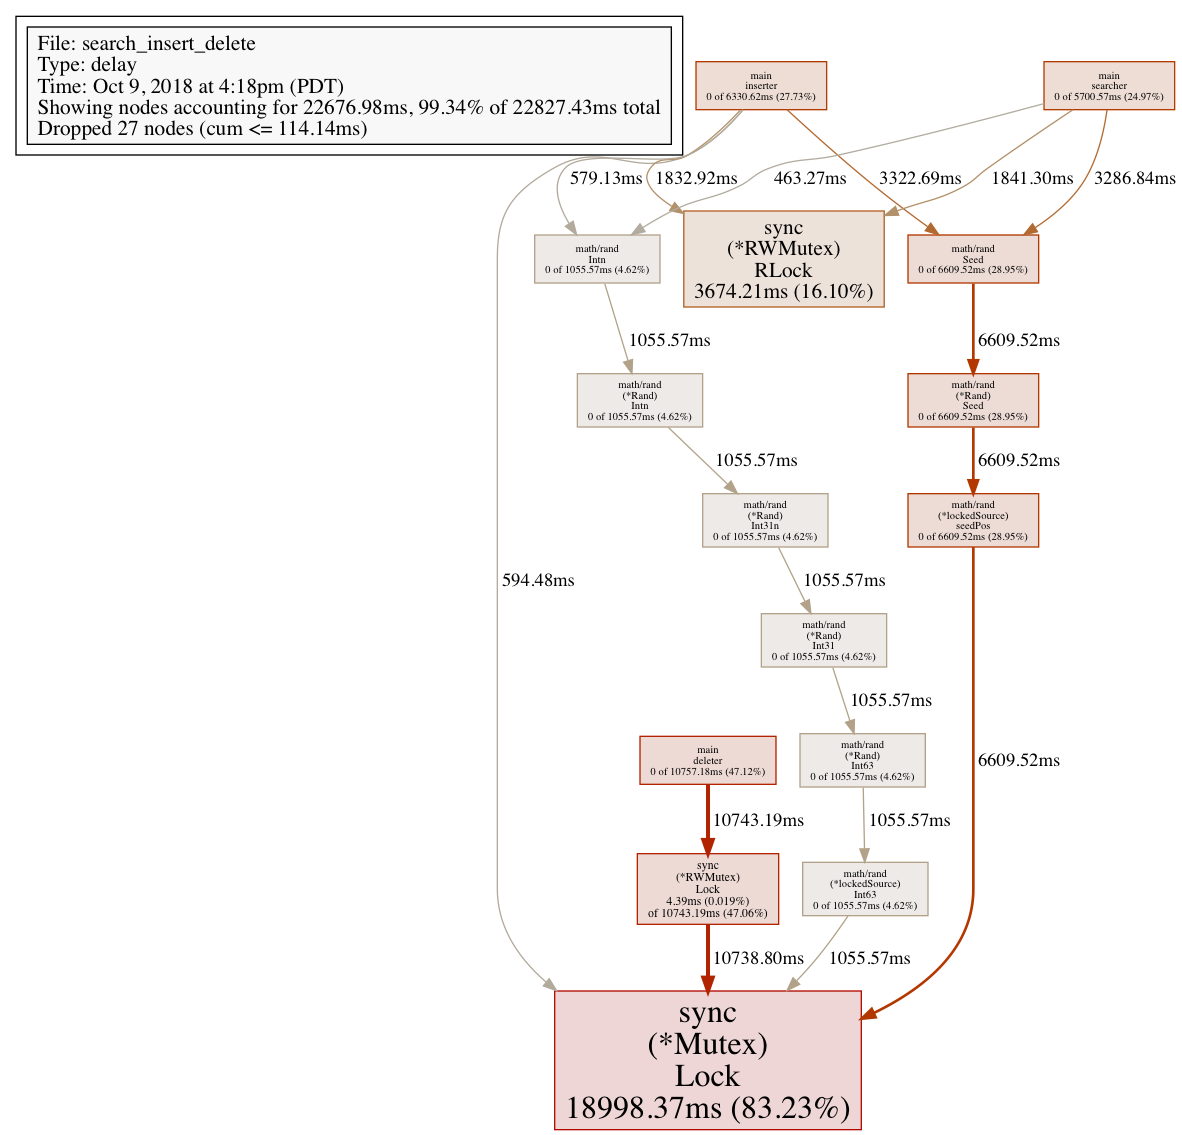 File: search_insert_delete
Type: delay
Time: Oct 9, 2018 at 4:18pm (PDT)
Showing nodes accounting for 22676.98ms, 99.34% of 22827.43ms total
Dropped 27 nodes (cum <= 114.14ms)
main
inserter
0 of 6330.62ms (27.73%)
main
searcher
0 of 5700.57ms (24.97%)
579.13ms
1832.92ms
463.27ms
3322.69ms
1841.30ms
3286.84ms
math/rand
Intn
0 of 1055.57ms (4.62%)
sync
(*RWMutex)
RLock
3674.21ms (16.10%)
math/rand
Seed
0 of 6609.52ms (28.95%)
1055.57ms
6609.52ms
math/rand
(*Rand)
Intn
0 of 1055.57ms (4.62%)
math/rand
(*Rand)
Seed
0 of 6609.52ms (28.95%)
1055.57ms
6609.52ms
math/rand
(*Rand)
Int31n
0 of 1055.57ms (4.62%)
math/rand
(*lockedSource)
seedPos
0 of 6609.52ms (28.95%)
594.48ms
1055.57ms
math/rand
(*Rand)
Int31
0 of 1055.57ms (4.62%)
1055.57ms
main
deleter
0 of 10757.18ms (47.12%)
math/rand
(*Rand)
Int63
0 of 1055.57ms (4.62%)
6609.52ms
10743.19ms
1055.57ms
sync
(*RWMutex)
Lock
4.39ms (0.019%)
of 10743.19ms (47.06%)
math/rand
(*lockedSource)
Int63
0 of 1055.57ms (4.62%)
10738.80ms
1055.57ms
sync
(*Mutex)
Lock
18998.37ms (83.23%)